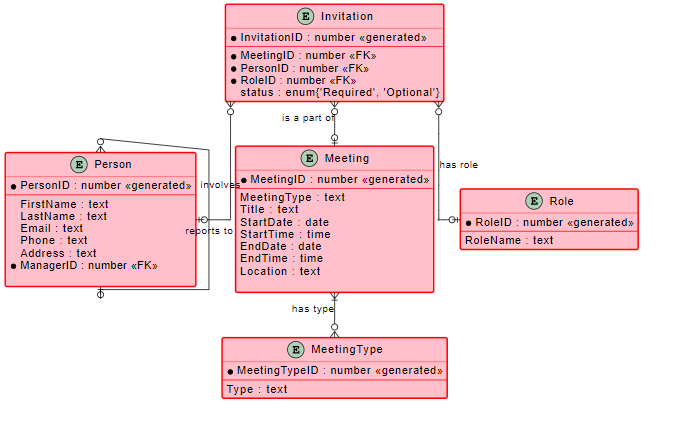 E Invitation
InvitationID : number «generated»
MeetingID : number «FK»
PersonID : number «FK»
RoleID : number «FK»
status : enum{'Required', 'Optional'}
is a part of
E Person
PersonID : number «generated»
FirstName : text
LastName : text
Email : text
Phone : text
Address : text
ManagerID : number «FK»
involves
reports to
E Meeting
MeetingID : number «generated»
MeetingType : text
Title : text
StartDate : date
StartTime : time
EndDate : date
EndTime : time
Location : text
has role
E Role
RoleID : number «generated»
RoleName : text
has type
E MeetingType
MeetingTypeID : number «generated»
Type : text